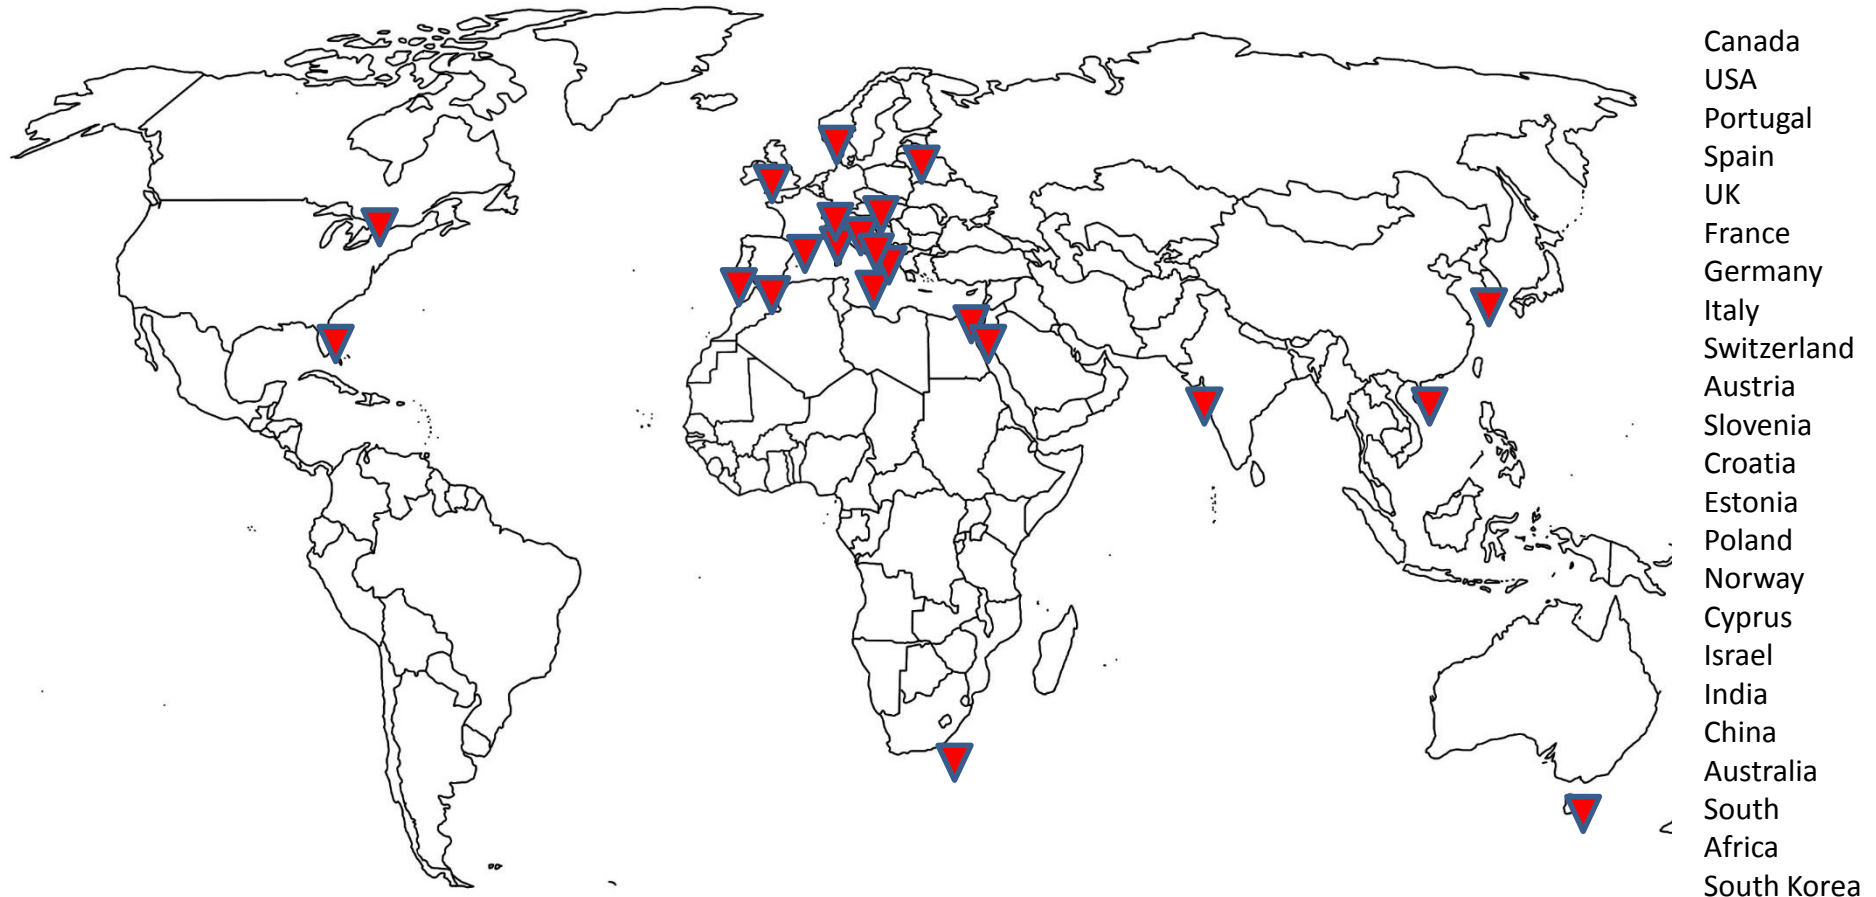 Canada
USA
Portugal
Spain
UK
France
Germany
Italy
Switzerland
Austria
Slovenia
Croatia
Estonia
Poland
Norway
Cyprus
Israel
India
China
Australia
South
Africa
South Korea